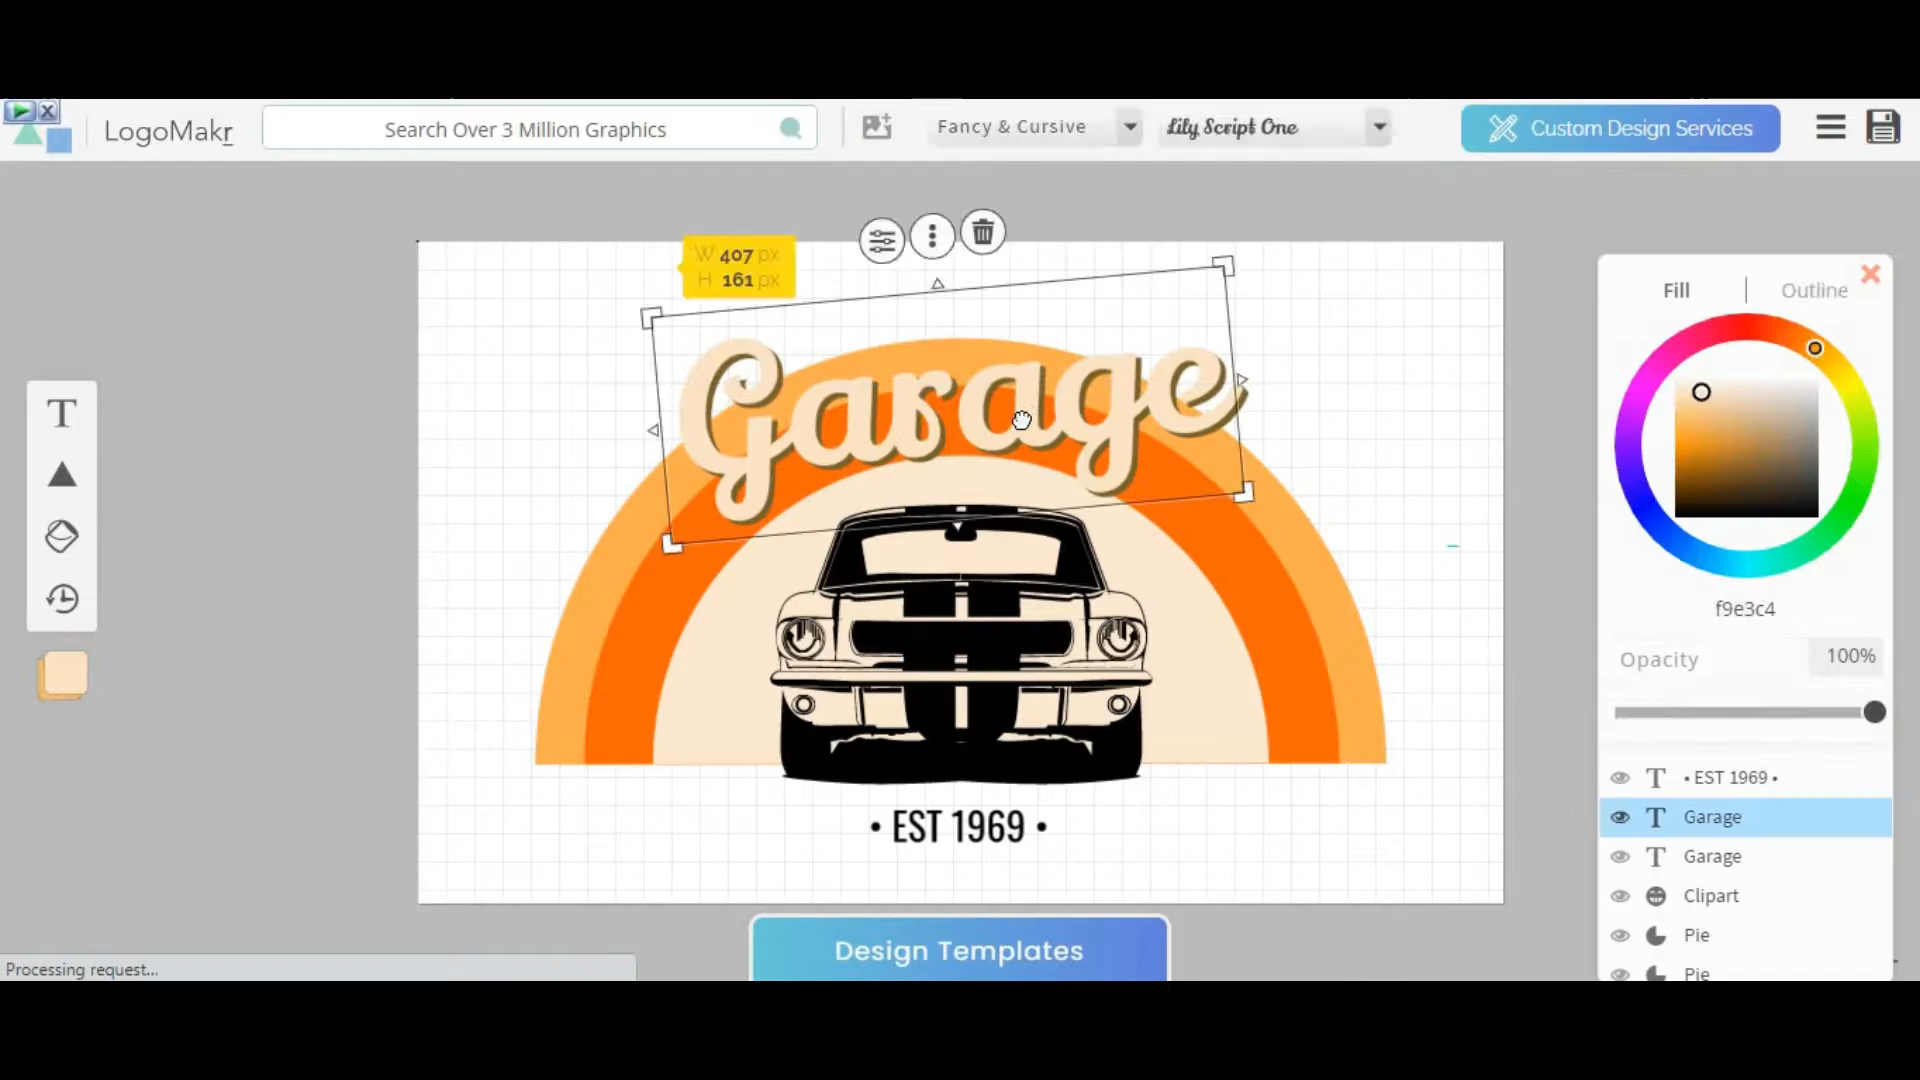 LogoMakr
Search Over 3 Million Graphics
Fancy & Cursive
Lily Script One
Custom Design Services
W 407 px
H 161 px
Fill
Outline
Garage
T
f9e3c4
Opacity
100%
• EST 1969 •
T • EST 1969 •
T Garage
T Garage
Clipart
Pie
Pie
Design Templates
Processing request...